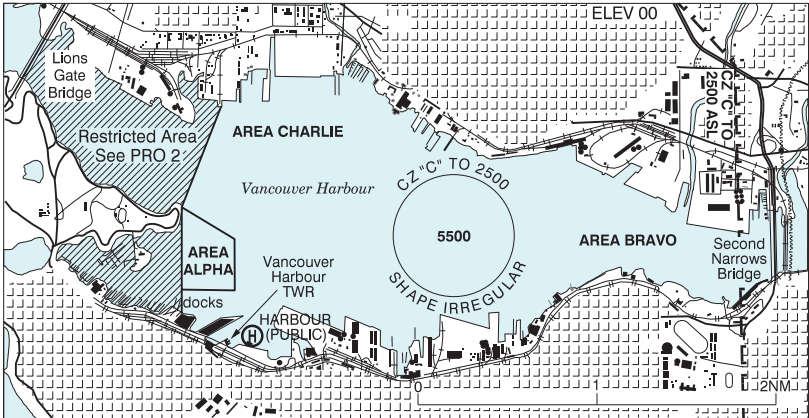 ELEV 00
Lions
Gate
Bridge
CZ "C" TO
2500 ASL
Restricted Area
See PRO 2
AREA CHARLIE
Vancouver Harbour
CZ "C" TO 2500
5500
SHAPE IRREGULAR
AREA BRAVO
Second
Narrows
Bridge
AREA
ALPHA
Vancouver
Harbour
TWR
docks
H
HARBOUR
(PUBLIC)
0
1
2NM